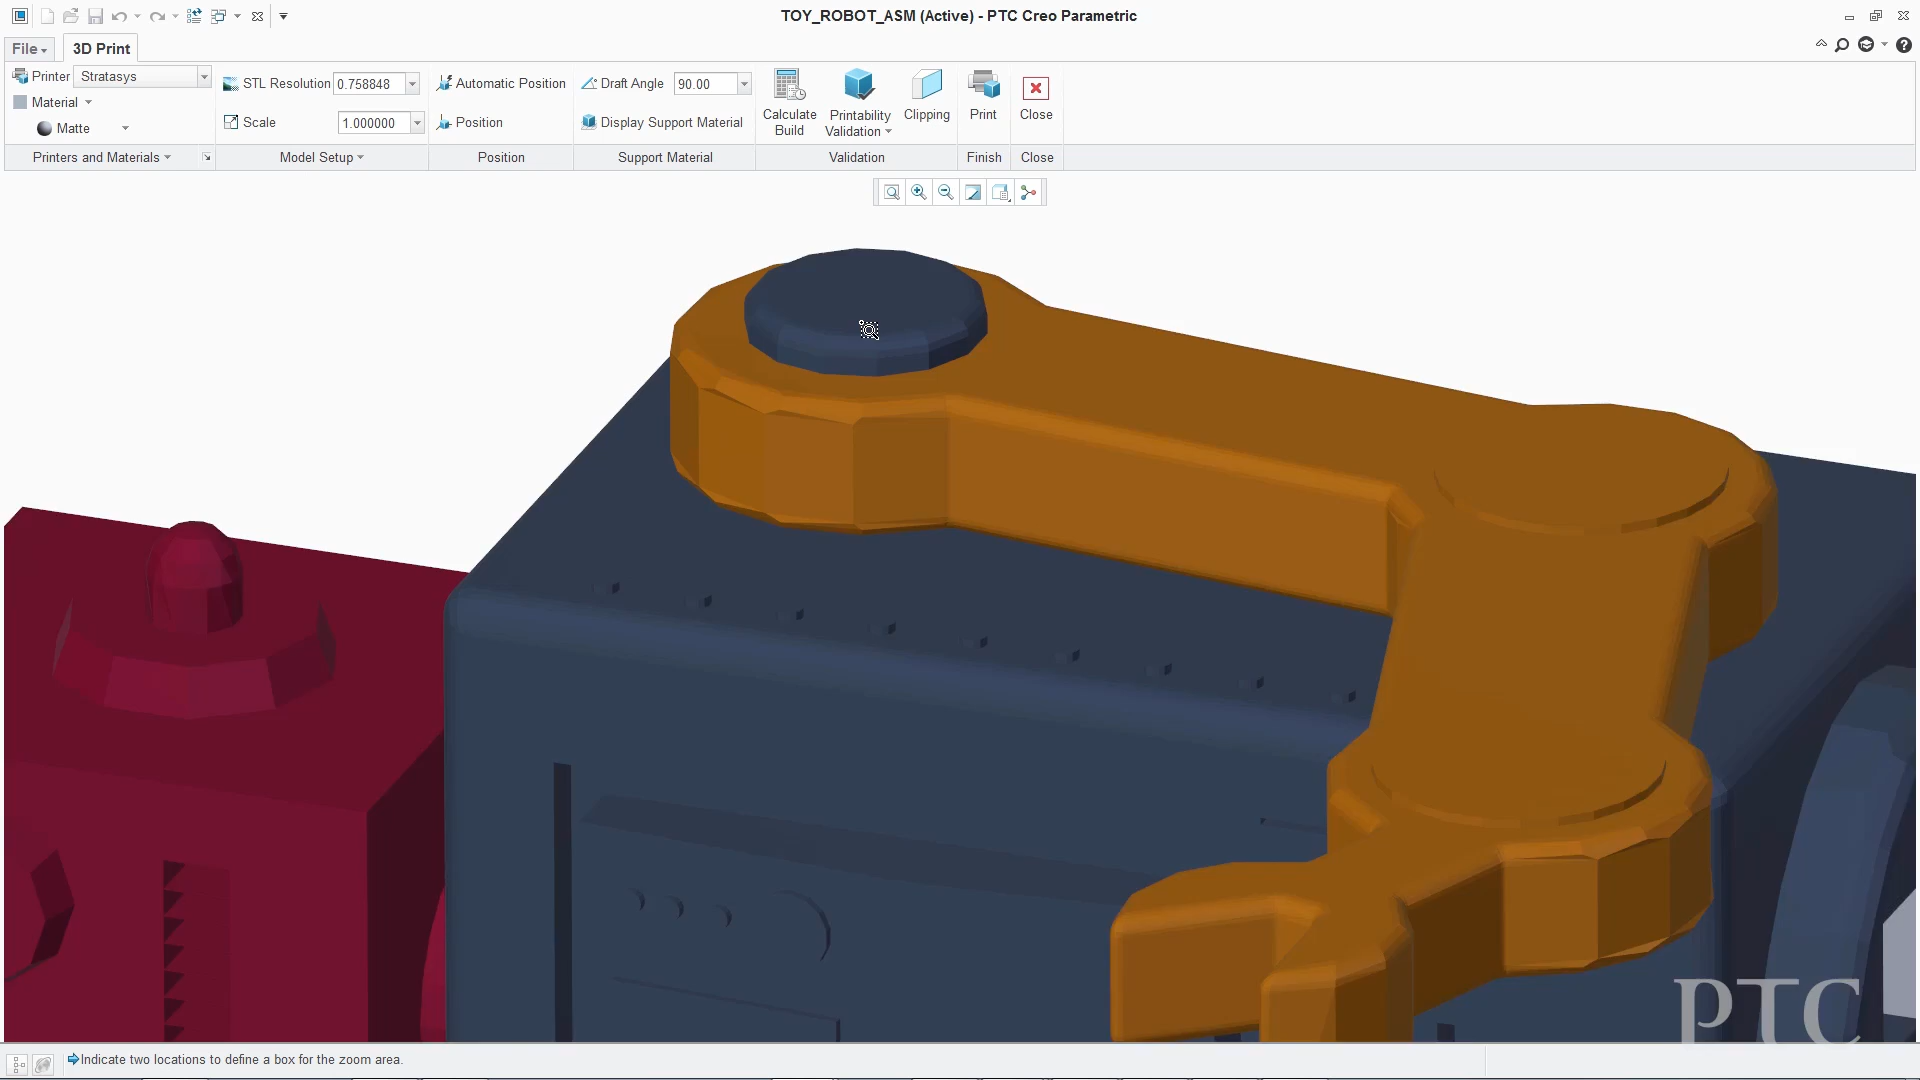 TOY_ROBOT_ASM (Active) - PTC Creo Parametric
File
3D Print
Printer Stratasys
Material
Matte
STL Resolution 0.758848
Scale 1.000000
Automatic Position
Position
Draft Angle 90.00
Display Support Material
Calculate Build
Printability Validation
Clipping
Print
Close
Printers and Materials
Model Setup
Position
Support Material
Validation
Finish
Close
PTC
Indicate two locations to define a box for the zoom area.